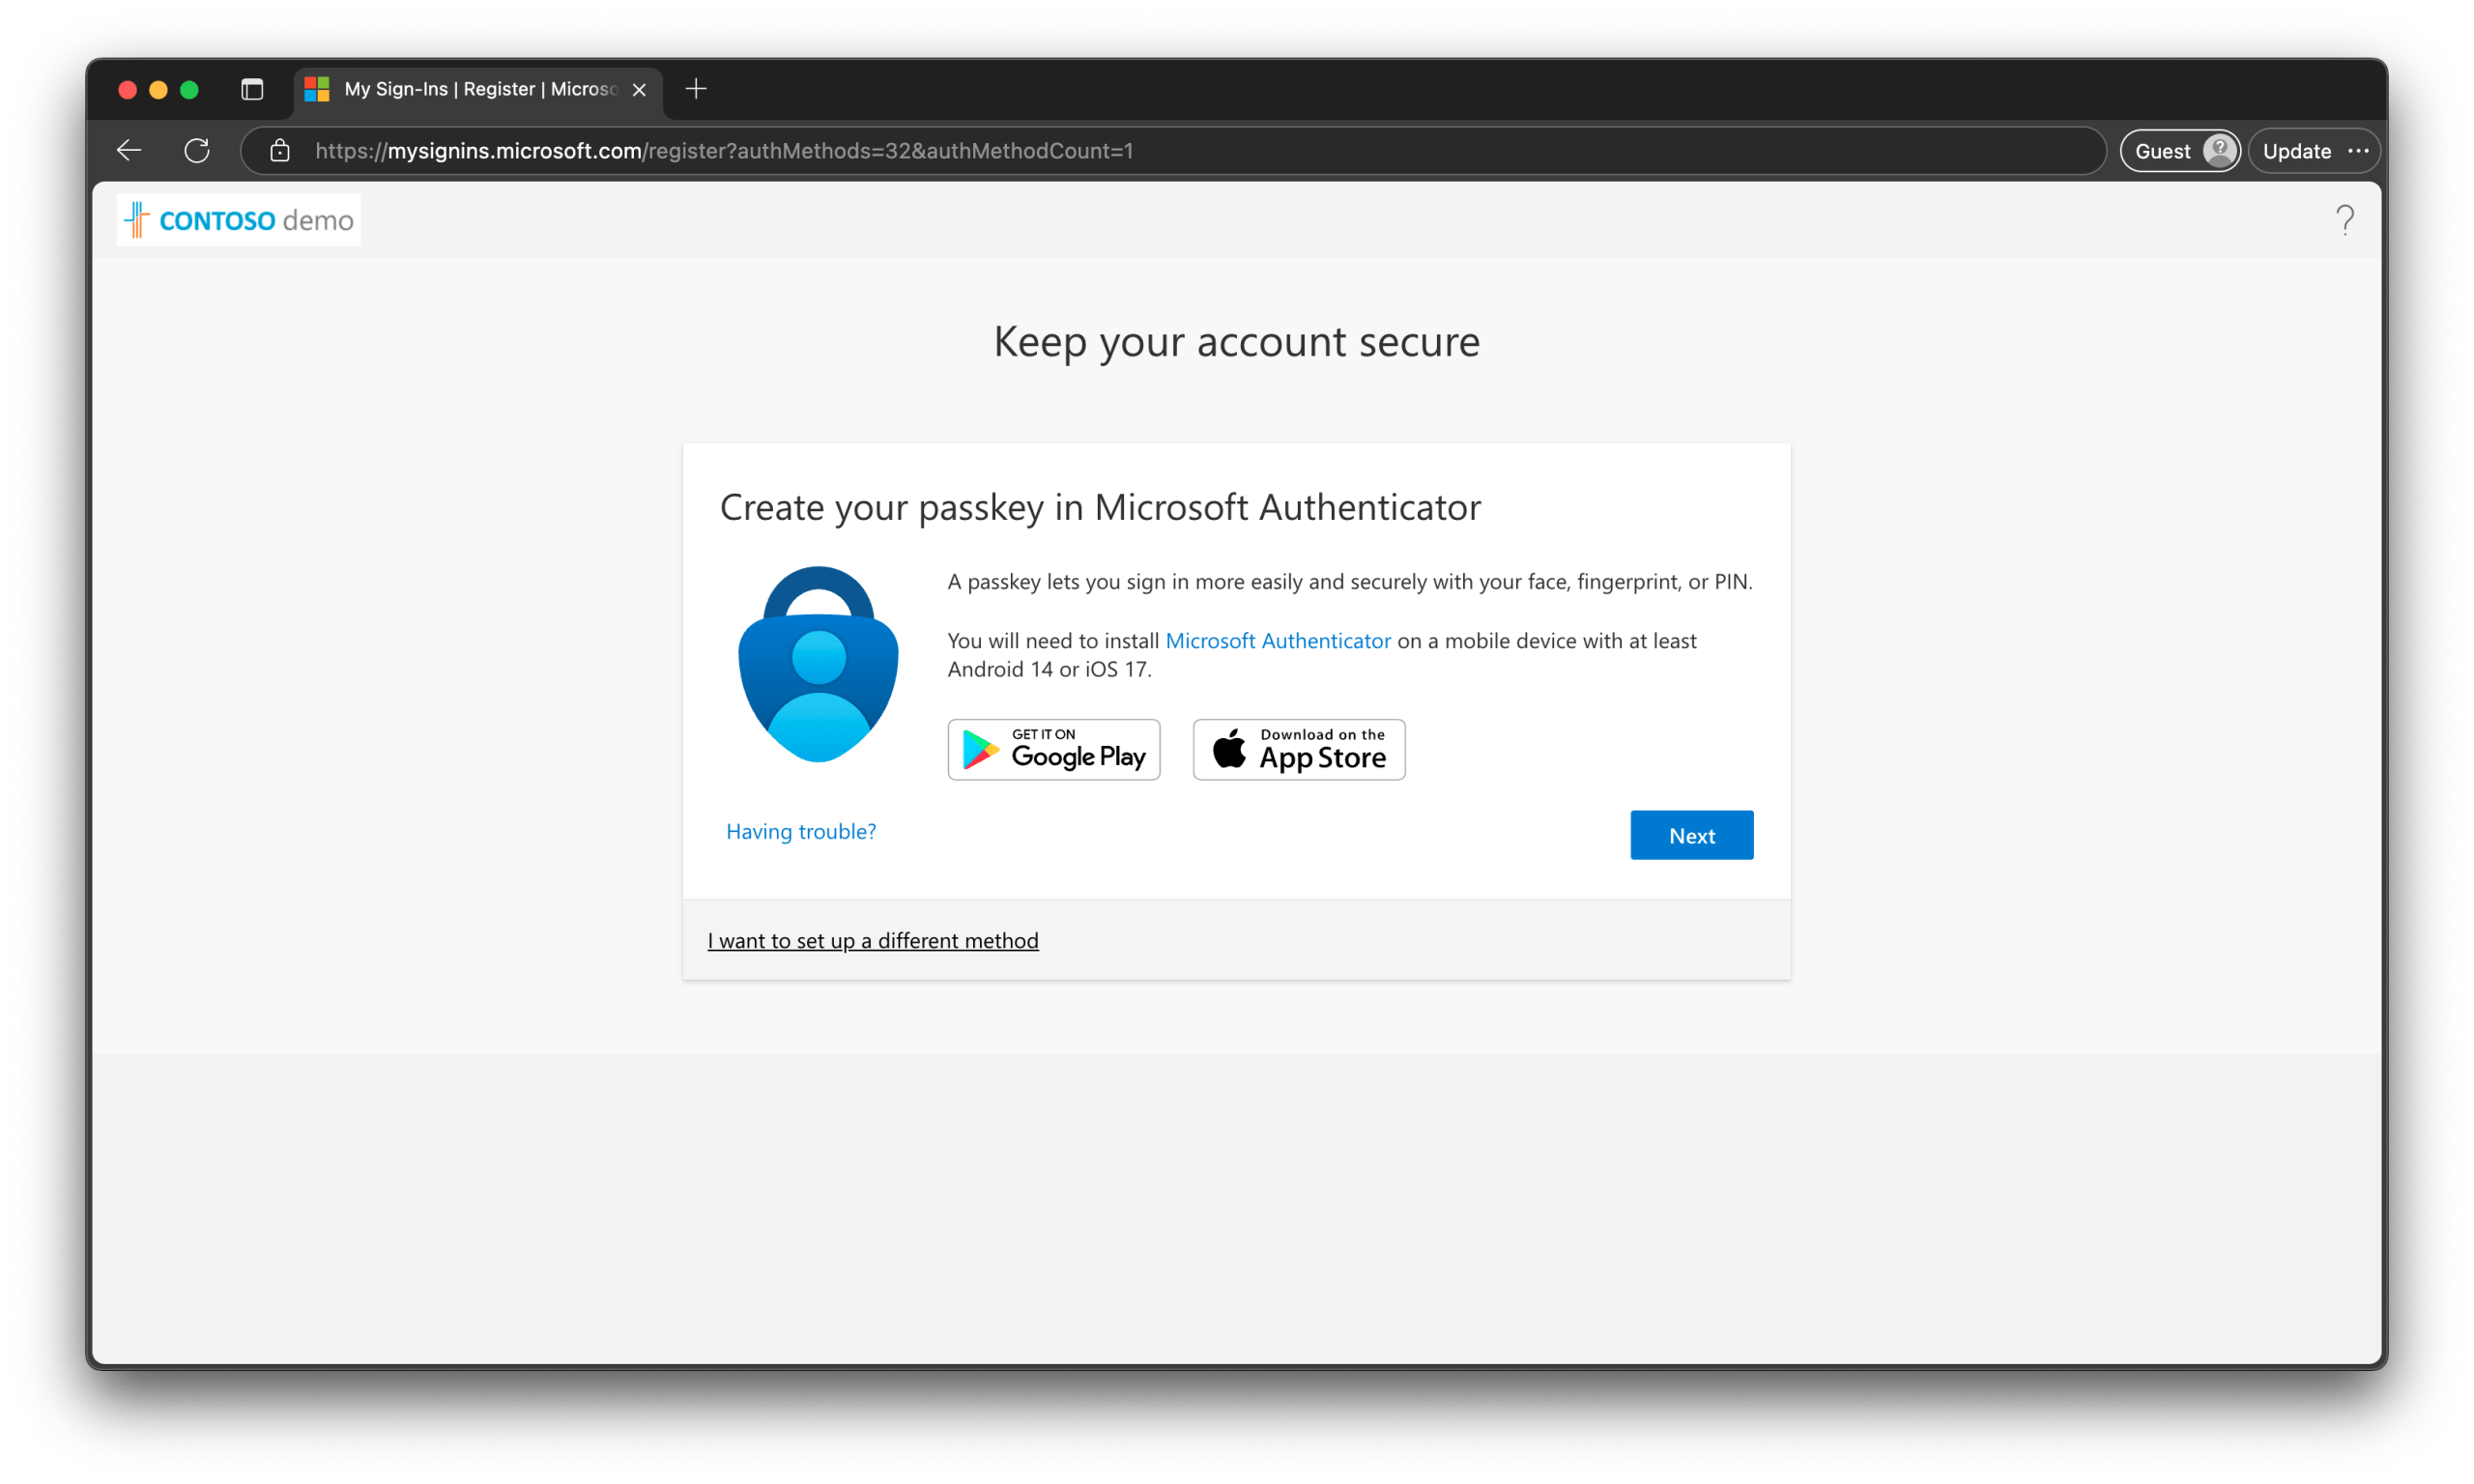 My Sign-Ins | Register | Microso
https://mysignins.microsoft.com/register?authMethods=32&authMethodCount=1
Guest
Update
CONTOSO demo
Keep your account secure
Create your passkey in Microsoft Authenticator
A passkey lets you sign in more easily and securely with your face, fingerprint, or PIN.
You will need to install Microsoft Authenticator on a mobile device with at least
Android 14 or iOS 17.
GET IT ON
Google Play
Download on the
App Store
Having trouble?
Next
I want to set up a different method